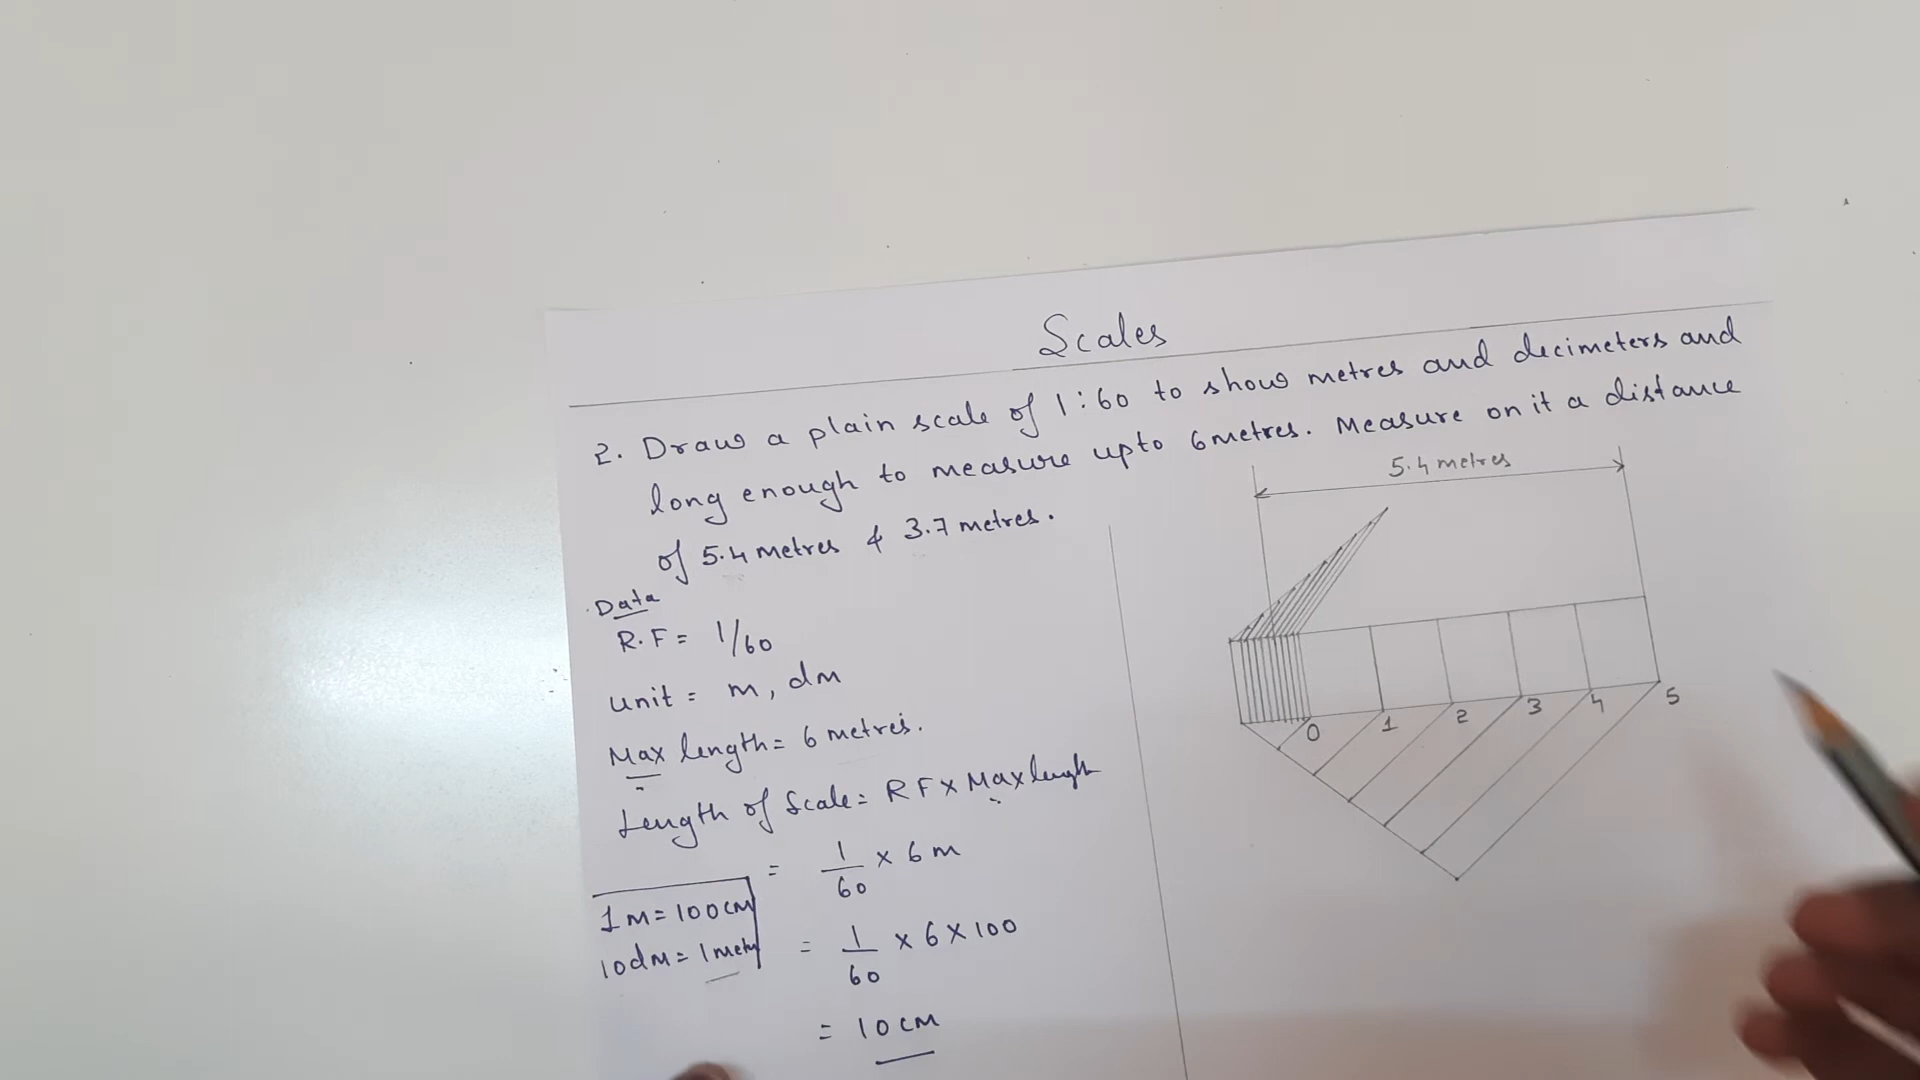 Scales
2. Draw a plain scale of 1:60 to show metres and decimeters and
long enough to measure upto 6metres. Measure on it a distance
of 5.4 metres & 3.7 metres.
5.4 metres
Data
R.F = 1/60
unit = m, dm
Max length = 6 metres.
Length of Scale = RF x Max length
= 1/60 x 6 m
1 m = 100 cm
= 1/60 x 6 x 100
10dm = 1 metr
= 10 cm
0 1 2 3 4 5